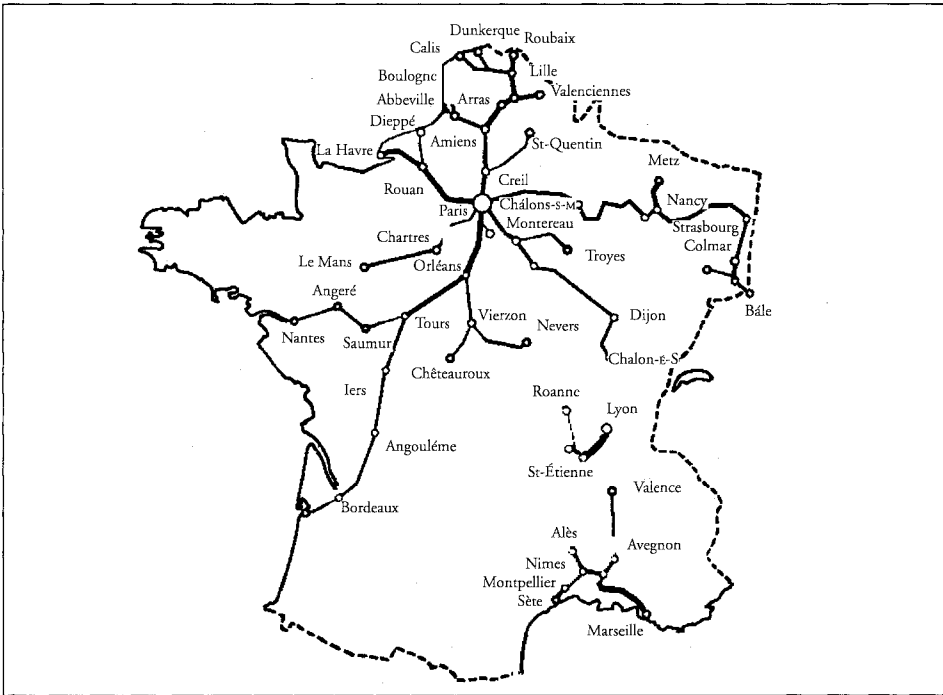 Dunkerque
Roubaix
Calis
Lille
Boulogne
Valenciennes
Abbeville
Arras
Dieppé
Amiens
St-Quentin
La Havre
Metz
Creil
Rouan
Nancy
Paris
Châlons-S-M
Strasbourg
Montereau
Chartres
Colmar
Troyes
Le Mans
Orléans
Angeré
Bâle
Vierzon
Nevers
Dijon
Nantes
Tours
Saumur
Chalon-É-S
Chêteauroux
Iers
Roanne
Lyon
Angouléme
St-Étienne
Valence
Bordeaux
Alès
Avegnon
Nimes
Montpellier
Sète
Marseille